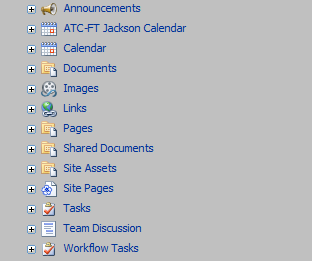 Announcements
ATC-FT Jackson Calendar
Calendar
Documents
Images
Links
Pages
Shared Documents
Site Assets
Site Pages
Tasks
Team Discussion
Workflow Tasks